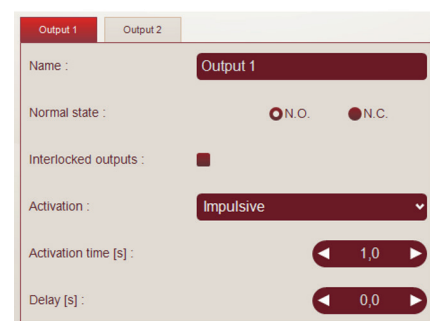 Output 1 Output 2
Name : Output 1
Normal state : N.O. N.C.
Interlocked outputs :
Activation : Impulsive
Activation time [s] : 1,0
Delay [s] : 0,0